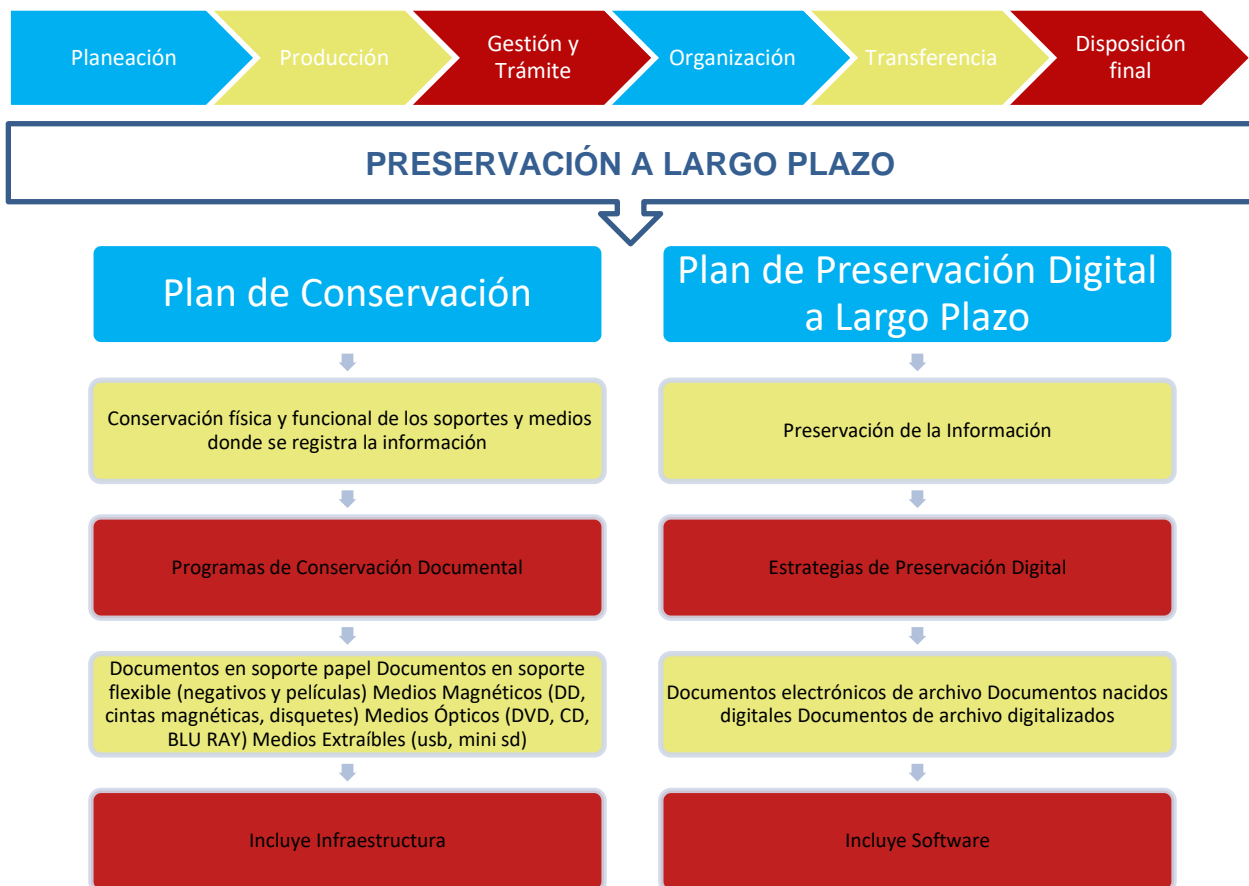 Planeación
Producción
Gestión y
Trámite
Organización
Transferencia
Disposición
final
PRESERVACIÓN A LARGO PLAZO
Plan de Conservación
Conservación física y funcional de los soportes y medios
donde se registra la información
Programas de Conservación Documental
Documentos en soporte papel Documentos en soporte
flexible (negativos y películas) Medios Magnéticos (DD,
cintas magnéticas, disquetes) Medios Ópticos (DVD, CD,
BLU RAY) Medios Extraíbles (usb, mini sd)
Incluye Infraestructura
Plan de Preservación Digital
a Largo Plazo
Preservación de la Información
Estrategias de Preservación Digital
Documentos electrónicos de archivo Documentos nacidos
digitales Documentos de archivo digitalizados
Incluye Software